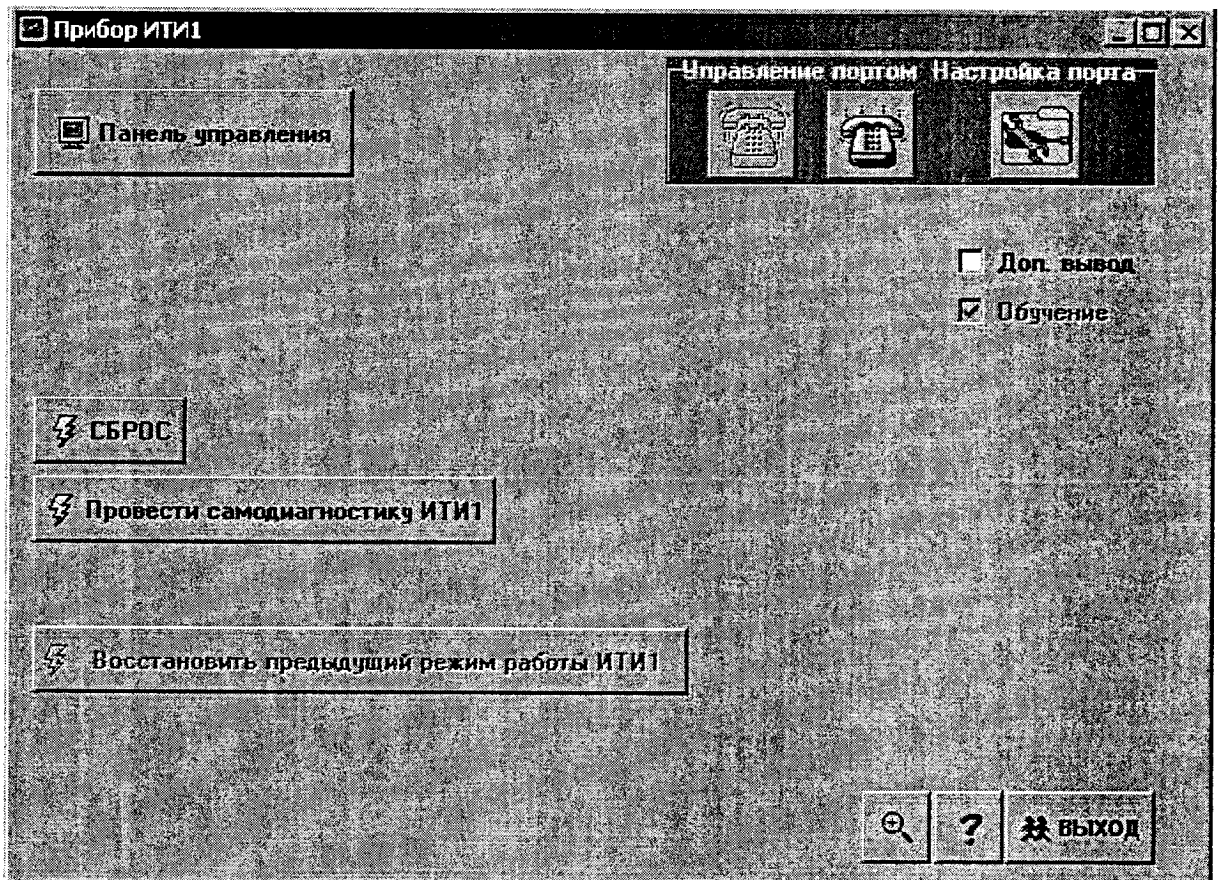 Прибор ИТИ1
Управление портом Настройка порта
Панель управления
Доп. вывод
Обучение
СБРОС
Провести самодиагностику ИТИ1
Восстановить предыдущий режим работы ИТИ1
? ВЫХОД